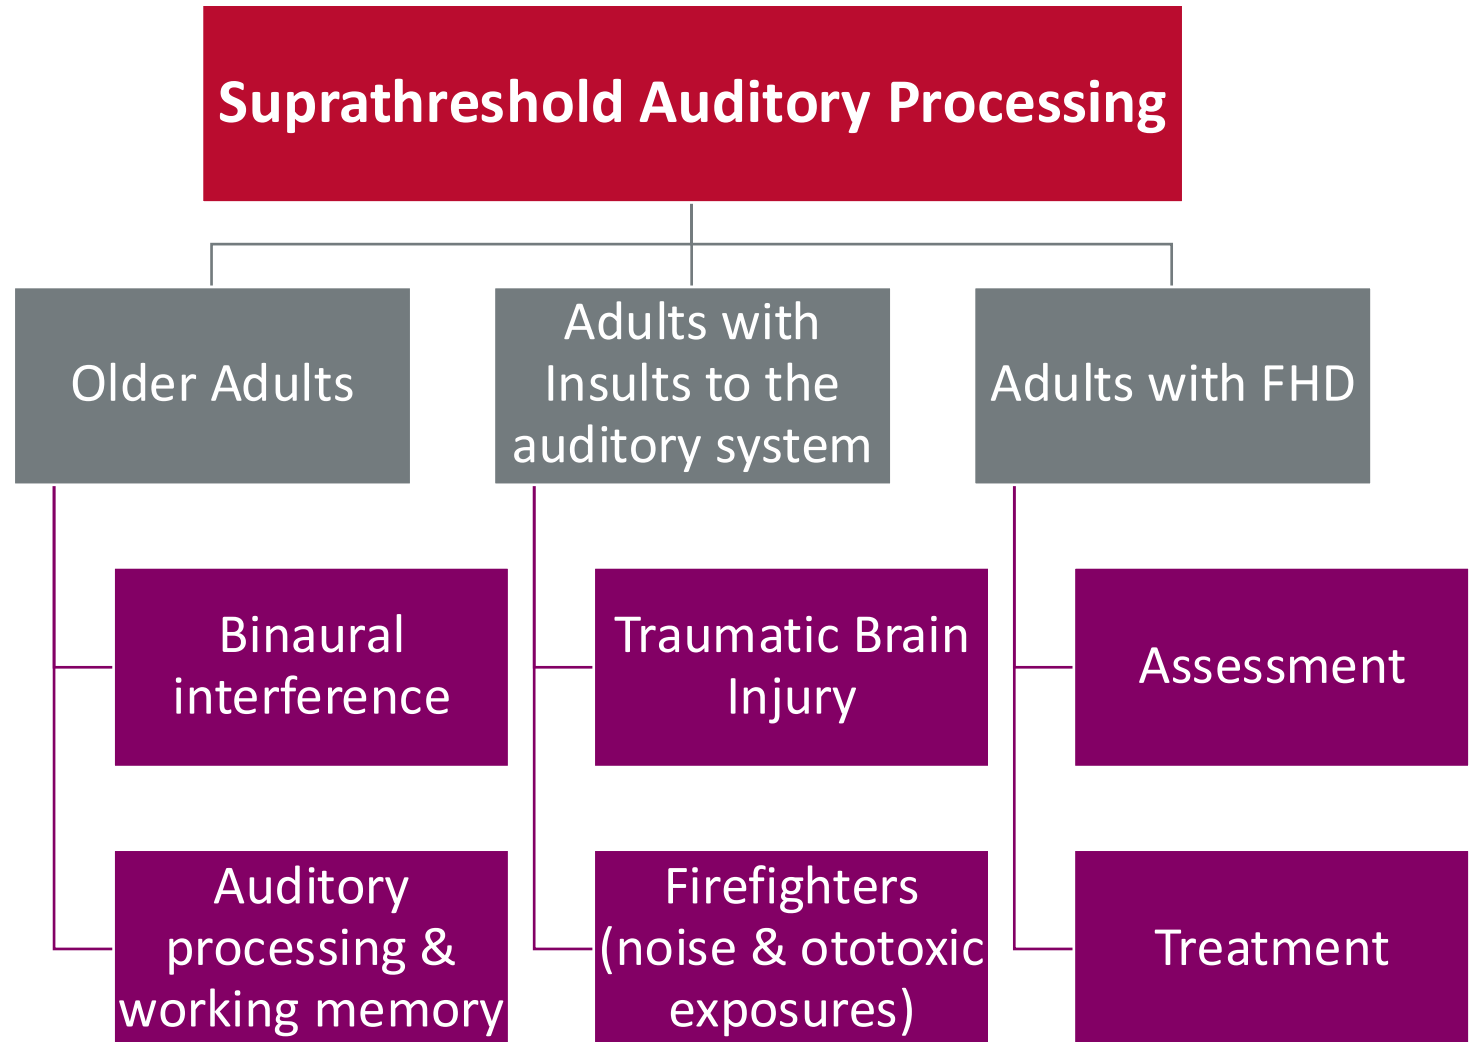 Suprathreshold Auditory Processing
Older Adults
Adults with
Insults to the
auditory system
Adults with FHD
Binaural
interference
Traumatic Brain
Injury
Assessment
Auditory
processing &
working memory
Firefighters
(noise & ototoxic
exposures)
Treatment